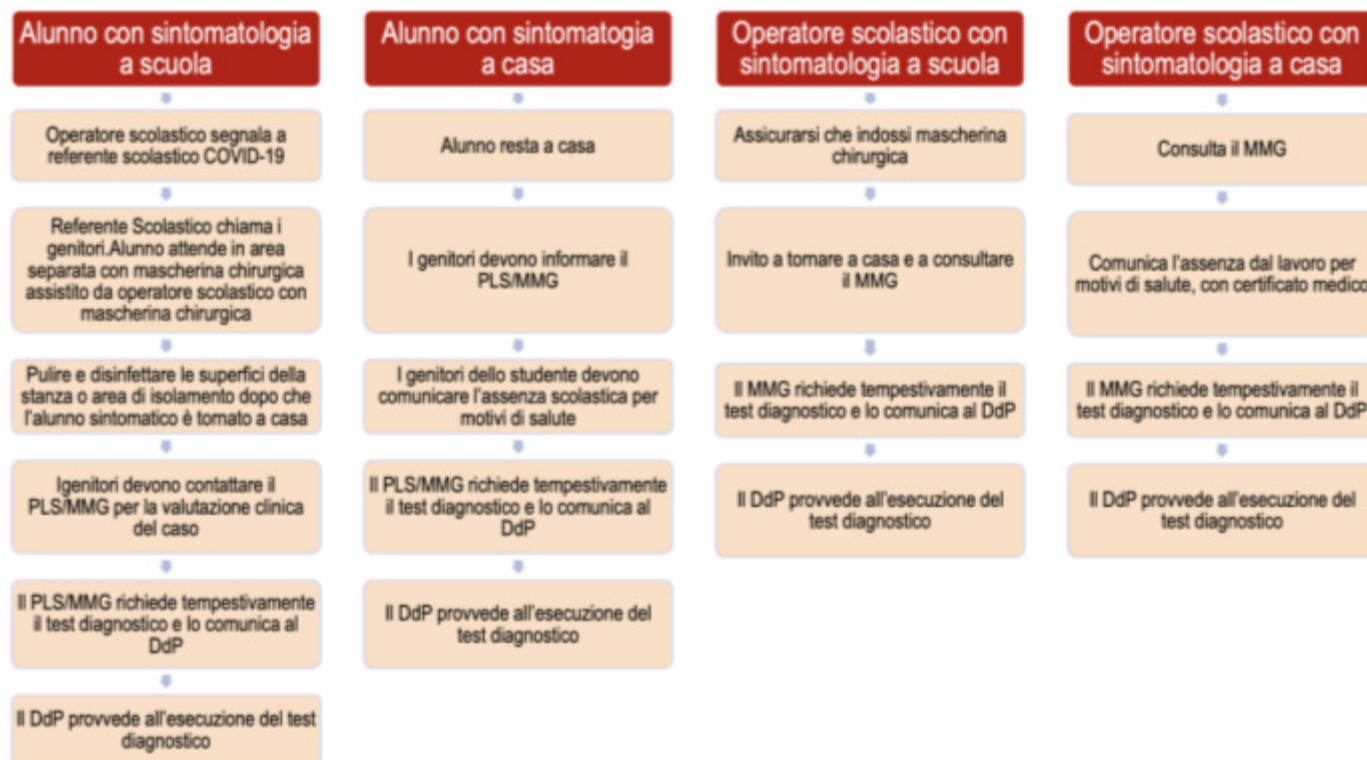 Alunno con sintomatologia
a scuola
Operatore scolastico segnala a
referente scolastico COVID-19
Referente Scolastico chiama i
genitori.Alunno attende in area
separata con mascherina chirurgica
assistito da operatore scolastico con
mascherina chirurgica
Pulire e disinfettare le superfici della
stanza o area di isolamento dopo che
l'alunno sintomatico è tornato a casa
Igenitori devono contattare il
PLS/MMG per la valutazione clinica
del caso
Il PLS/MMG richiede tempestivamente
il test diagnostico e lo comunica al
DdP
Il DdP provvede all'esecuzione del test
diagnostico
Alunno con sintomatogia
a casa
Alunno resta a casa
I genitori devono informare il
PLS/MMG
I genitori dello studente devono
comunicare l'assenza scolastica per
motivi di salute
Il PLS/MMG richiede tempestivamente
il test diagnostico e lo comunica al
DdP
Il DdP provvede all'esecuzione del
test diagnostico
Operatore scolastico con
sintomatologia a scuola
Assicurarsi che indossi mascherina
chirurgica
Invito a tornare a casa e a consultare
il MMG
Il MMG richiede tempestivamente il
test diagnostico e lo comunica al DdP
Il DdP provvede all'esecuzione del
test diagnostico
Operatore scolastico con
sintomatologia a casa
Consulta il MMG
Comunica l'assenza dal lavoro per
motivi di salute, con certificato medico
Il MMG richiede tempestivamente il
test diagnostico e lo comunica al DdP
Il DdP provvede all'esecuzione del
test diagnostico